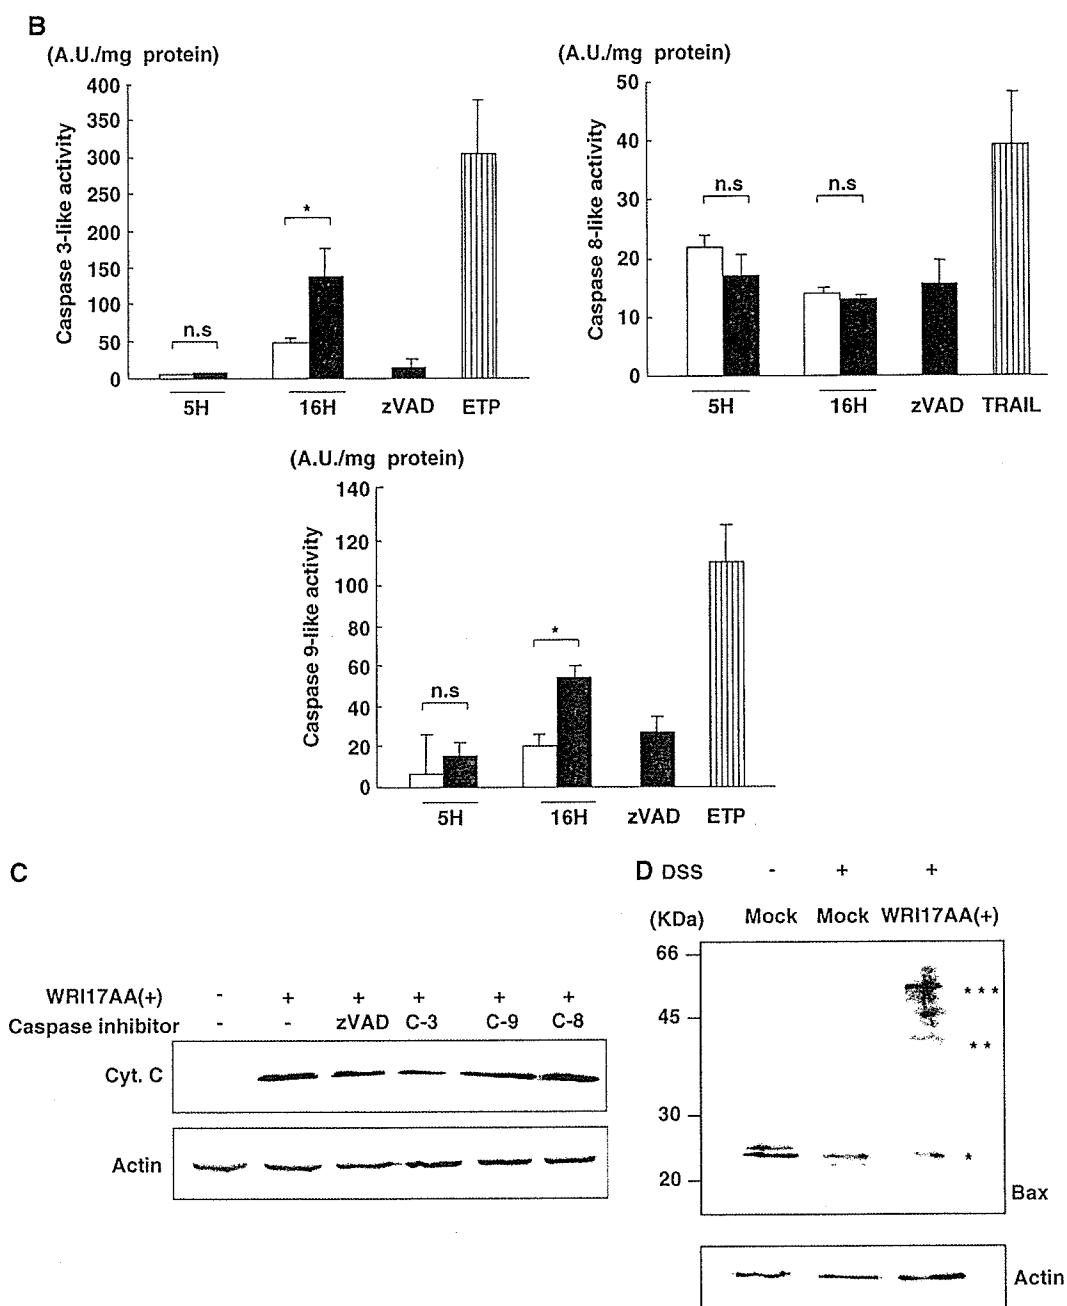 B
(A.U./mg protein)
Caspase 3-like activity
400
350
300
250
200
150
100
50
0
n.s
*
5H
16H
zVAD
ETP
(A.U./mg protein)
Caspase 8-like activity
50
40
30
20
10
0
n.s
n.s
5H
16H
zVAD
TRAIL
(A.U./mg protein)
Caspase 9-like activity
140
120
100
80
60
40
20
0
n.s
*
5H
16H
zVAD
ETP
C
WRI17AA(+) - + + + + +
Caspase inhibitor - - zVAD C-3 C-9 C-8
Cyt. C
Actin
D DSS - + +
(KDa) Mock Mock WRI17AA(+)
66
45
30
20
***
**
*
Bax
Actin